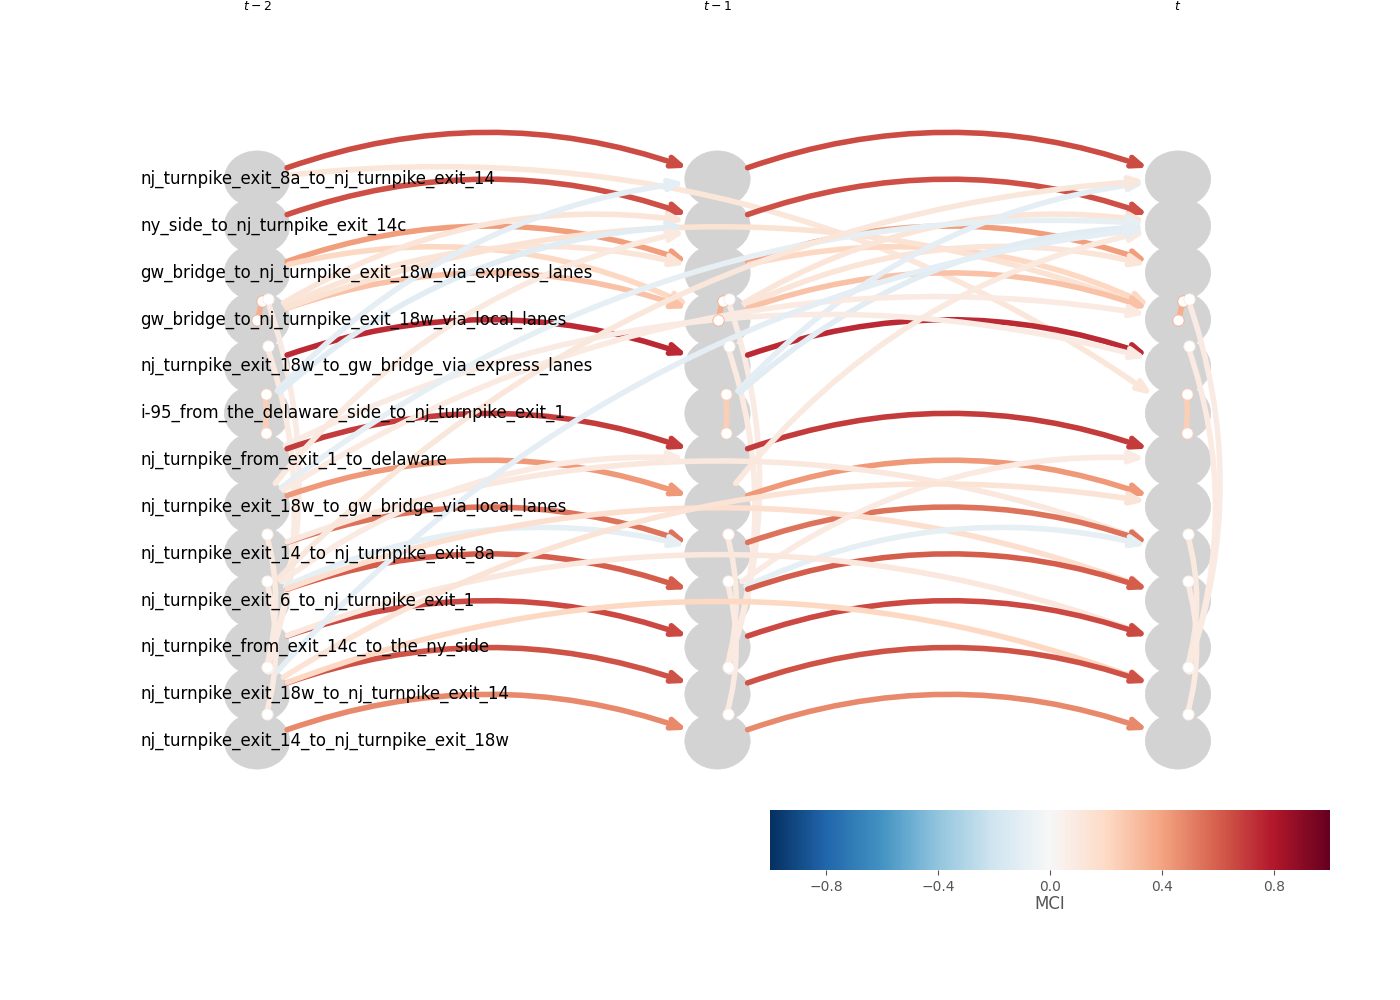 t − 2 t − 1 t
nj_turnpike_exit_8a_to_nj_turnpike_exit_14
ny_side_to_nj_turnpike_exit_14c
gw_bridge_to_nj_turnpike_exit_18w_via_express_lanes
gw_bridge_to_nj_turnpike_exit_18w_via_local_lanes
nj_turnpike_exit_18w_to_gw_bridge_via_express_lanes
i-95_from_the_delaware_side_to_nj_turnpike_exit_1
nj_turnpike_from_exit_1_to_delaware
nj_turnpike_exit_18w_to_gw_bridge_via_local_lanes
nj_turnpike_exit_14_to_nj_turnpike_exit_8a
nj_turnpike_exit_6_to_nj_turnpike_exit_1
nj_turnpike_from_exit_14c_to_the_ny_side
nj_turnpike_exit_18w_to_nj_turnpike_exit_14
nj_turnpike_exit_14_to_nj_turnpike_exit_18w
−0.8 −0.4 0.0 0.4 0.8
MCI